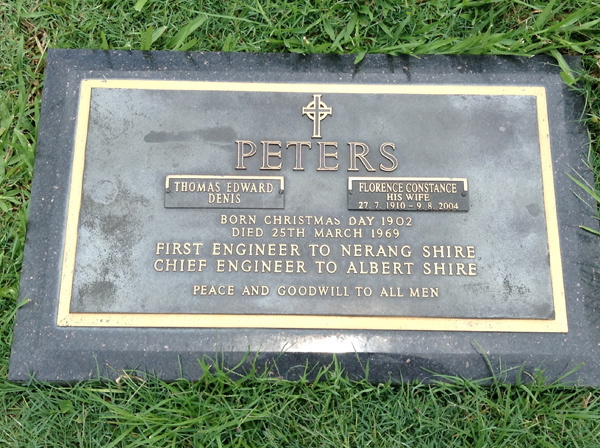 PETERS
THOMAS EDWARD
DENIS
FLORENCE CONSTANCE
HIS WIFE
27. 7. 1910 - 9. 8. 2004
BORN CHRISTMAS DAY 1902
DIED 25TH MARCH 1969
FIRST ENGINEER TO NERANG SHIRE
CHIEF ENGINEER TO ALBERT SHIRE
PEACE AND GOODWILL TO ALL MEN